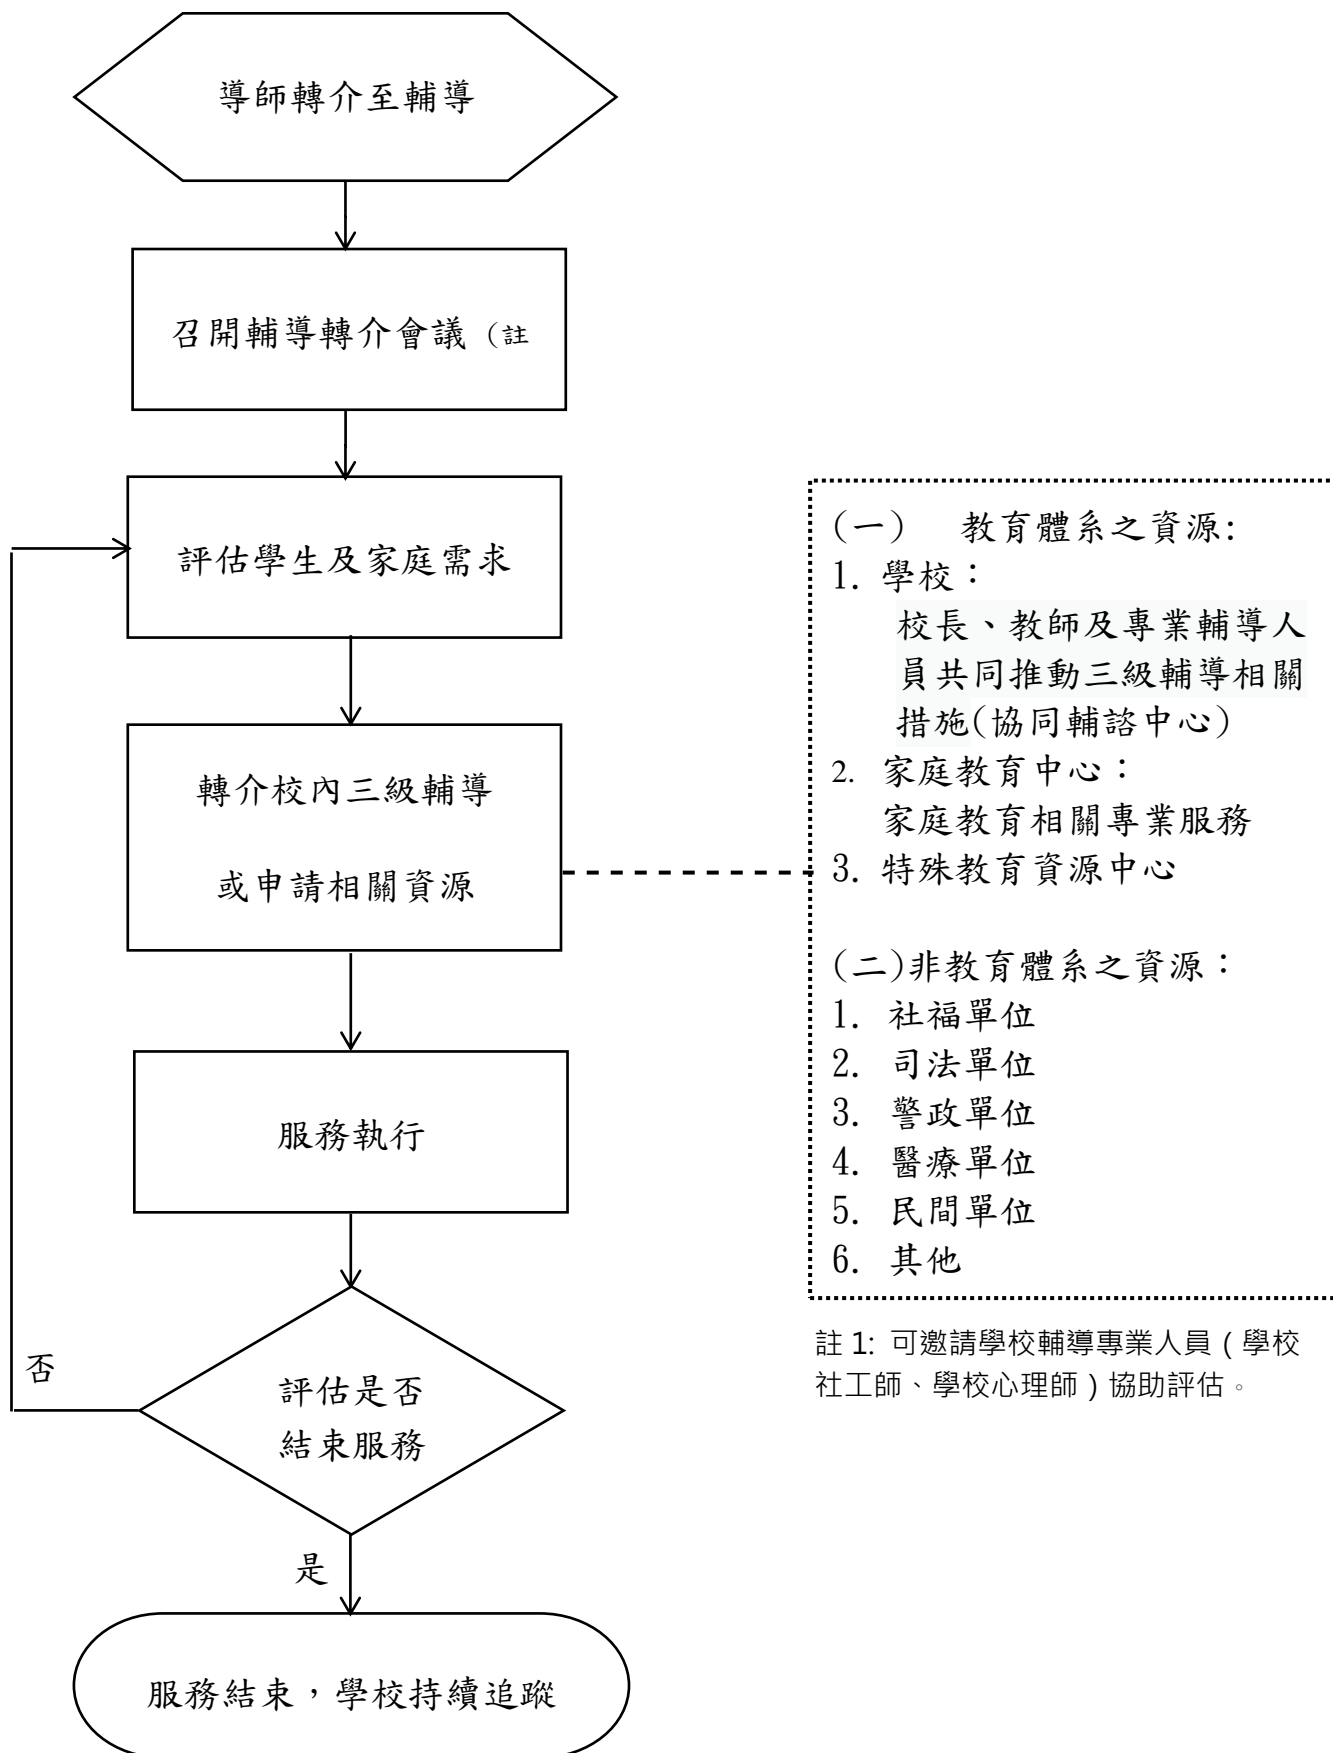 導師轉介至輔導
召開輔導轉介會議（註
評估學生及家庭需求
轉介校內三級輔導
或申請相關資源
服務執行
否
評估是否
結束服務
是
服務結束，學校持續追蹤
(一)　教育體系之資源:
1. 學校：
校長、教師及專業輔導人
員共同推動三級輔導相關
措施(協同輔諮中心)
2. 家庭教育中心：
家庭教育相關專業服務
3. 特殊教育資源中心
(二)非教育體系之資源：
1. 社福單位
2. 司法單位
3. 警政單位
4. 醫療單位
5. 民間單位
6. 其他
註 1: 可邀請學校輔導專業人員（學校
社工師、學校心理師）協助評估。